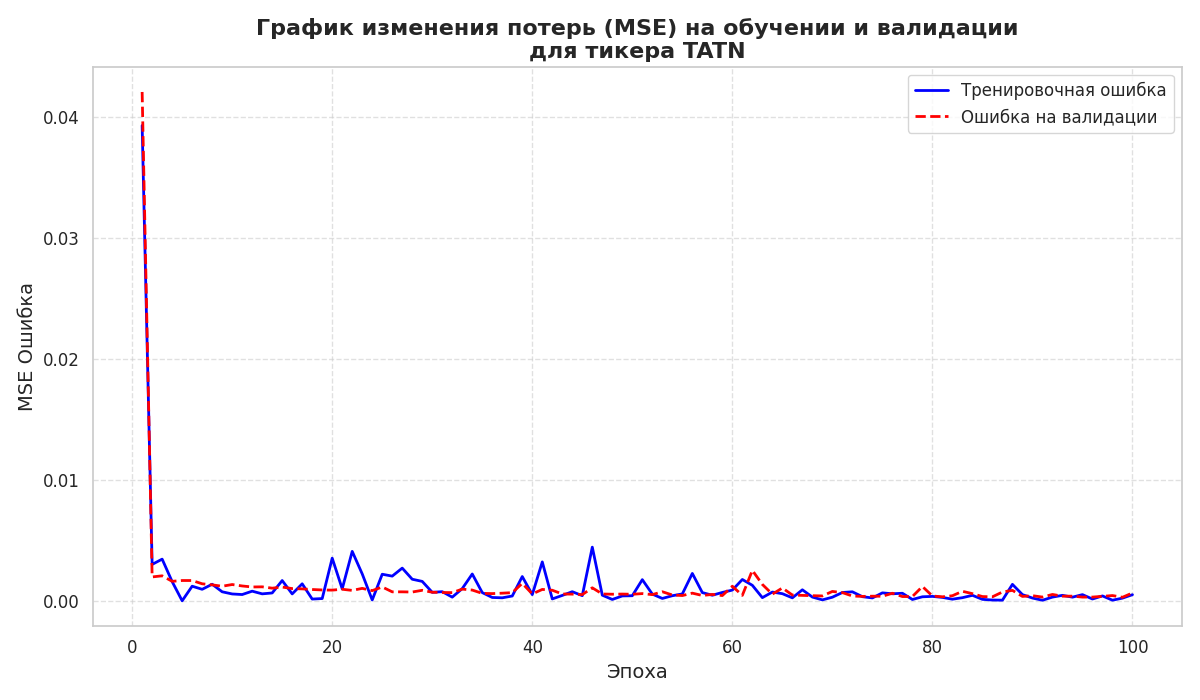 График изменения потерь (MSE) на обучении и валидации
для тикера TATN
Тренировочная ошибка
Ошибка на валидации
MSE Ошибка
0.04
0.03
0.02
0.01
0.00
0 20 40 60 80 100
Эпоха